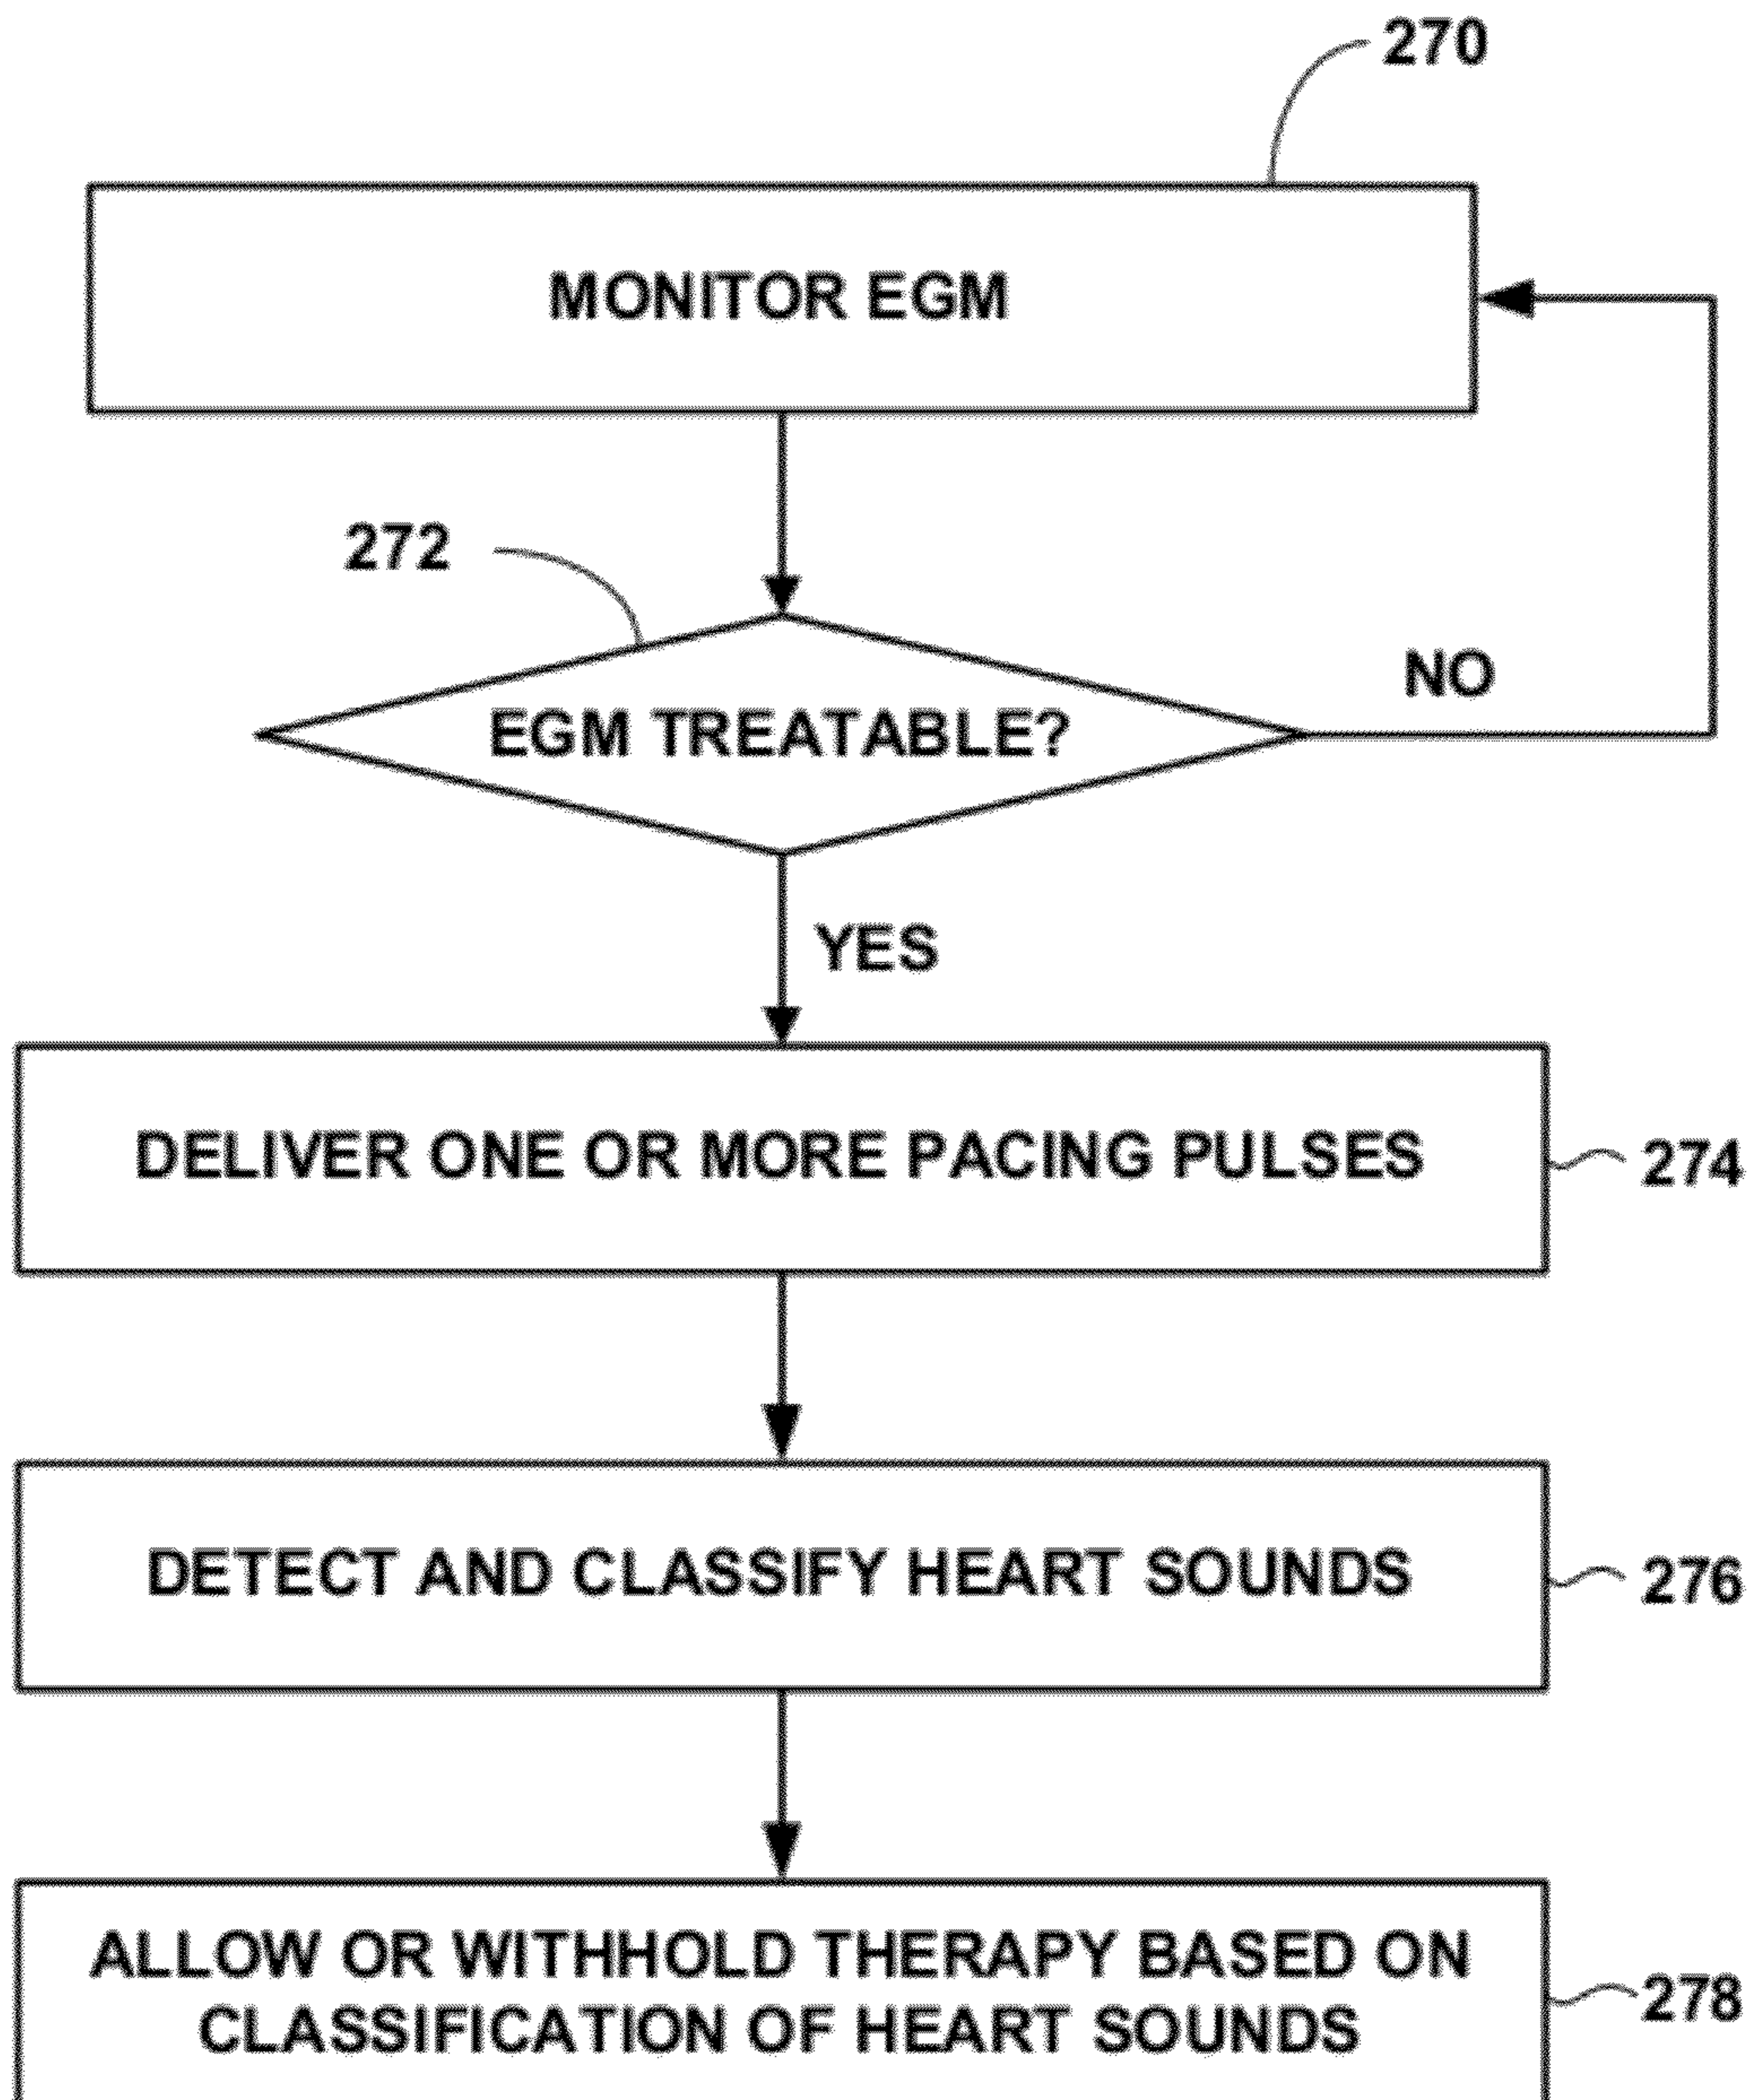 270
MONITOR EGM
272
EGM TREATABLE?
NO
YES
DELIVER ONE OR MORE PACING PULSES
274
DETECT AND CLASSIFY HEART SOUNDS
276
ALLOW OR WITHHOLD THERAPY BASED ON
CLASSIFICATION OF HEART SOUNDS
278